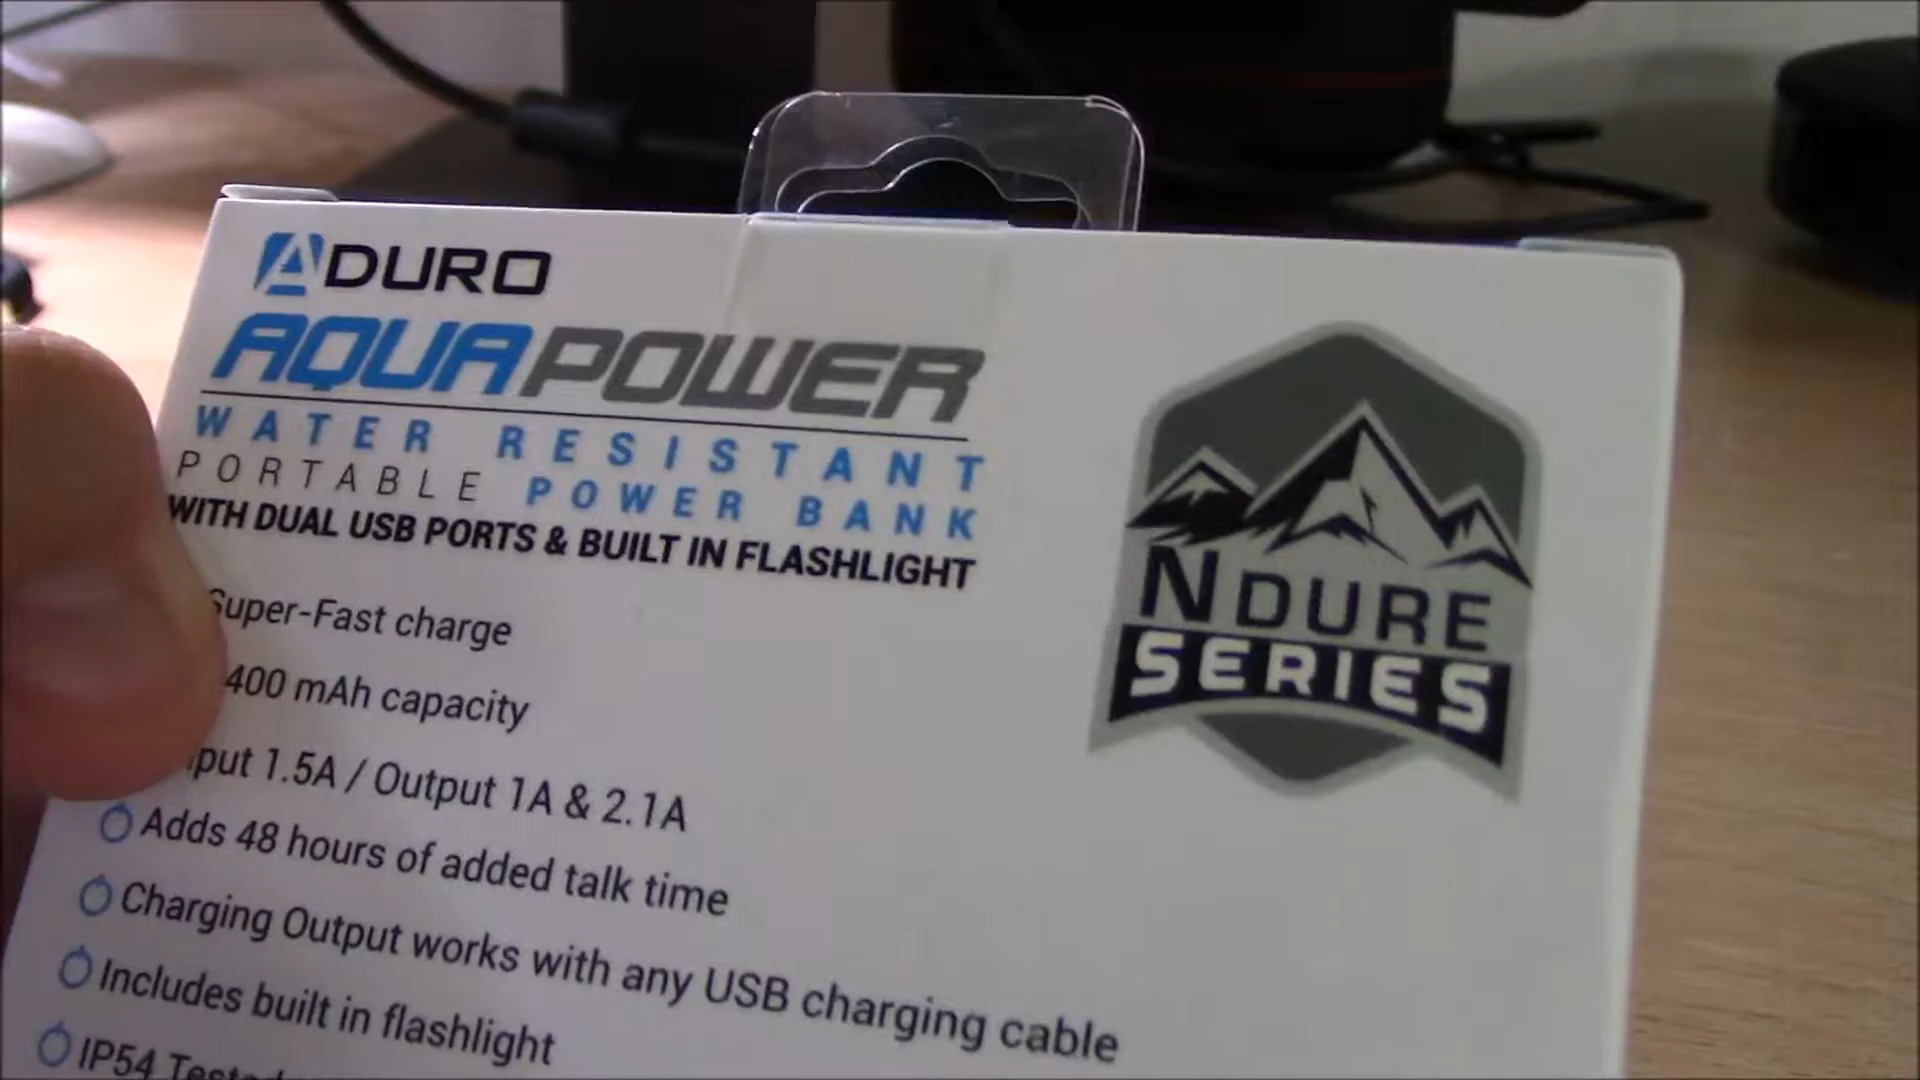 ADURO
AQUAPOWER
WATER RESISTANT
PORTABLE POWER BANK
WITH DUAL USB PORTS & BUILT IN FLASHLIGHT
Super-Fast charge
400 mAh capacity
1.5A / Output 1A & 2.1A
Adds 48 hours of added talk time
Charging Output works with any USB charging cable
Includes built in flashlight
IP54
NDURE
SERIES